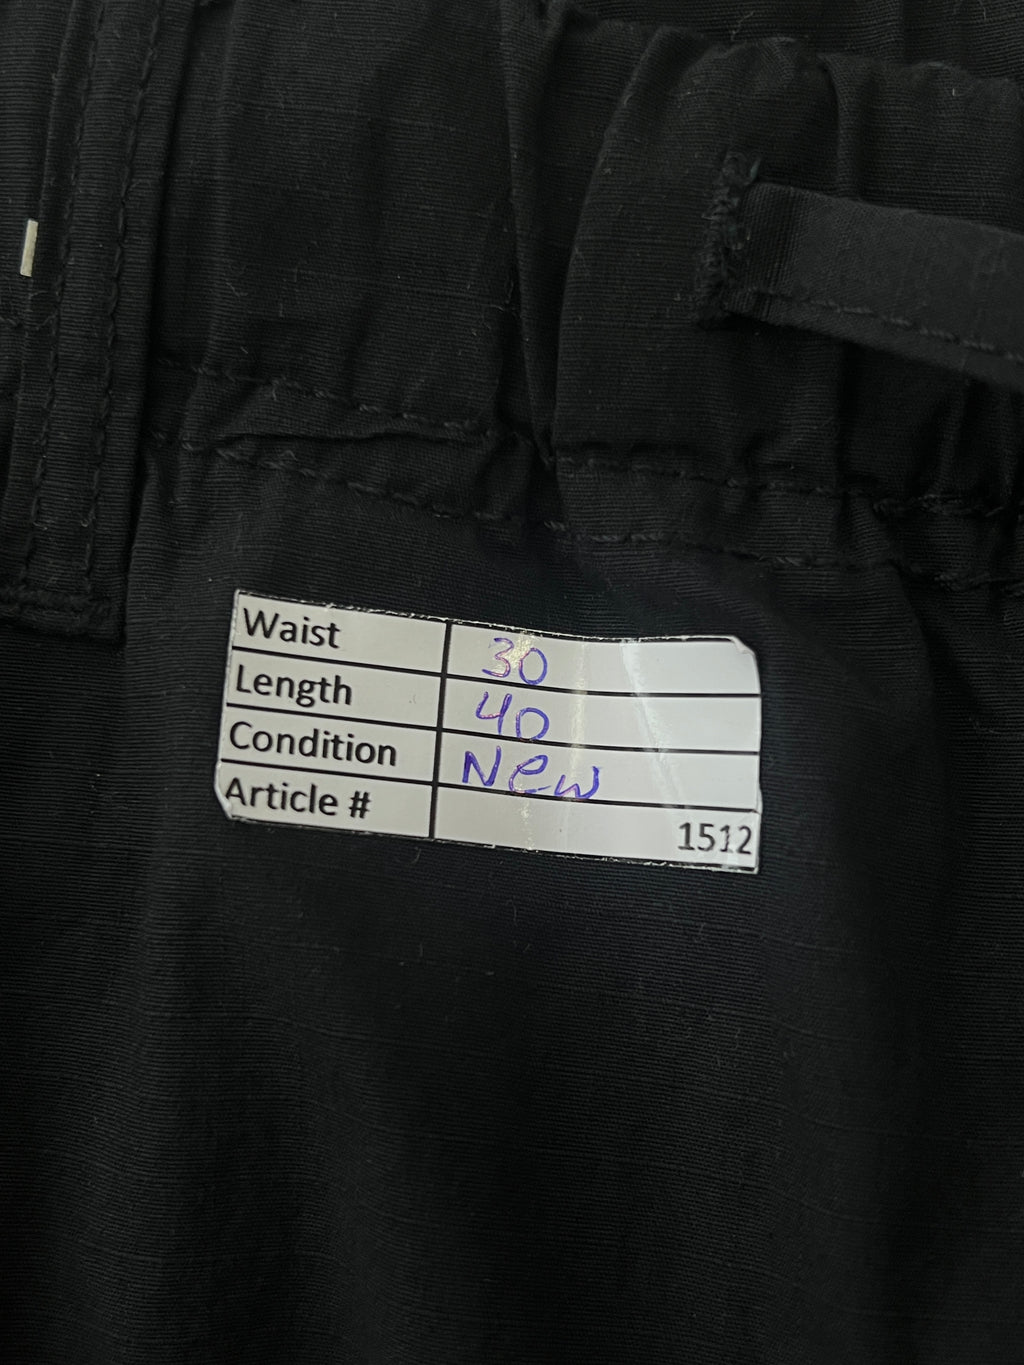 Waist 30
Length 40
Condition New
Article # 1512